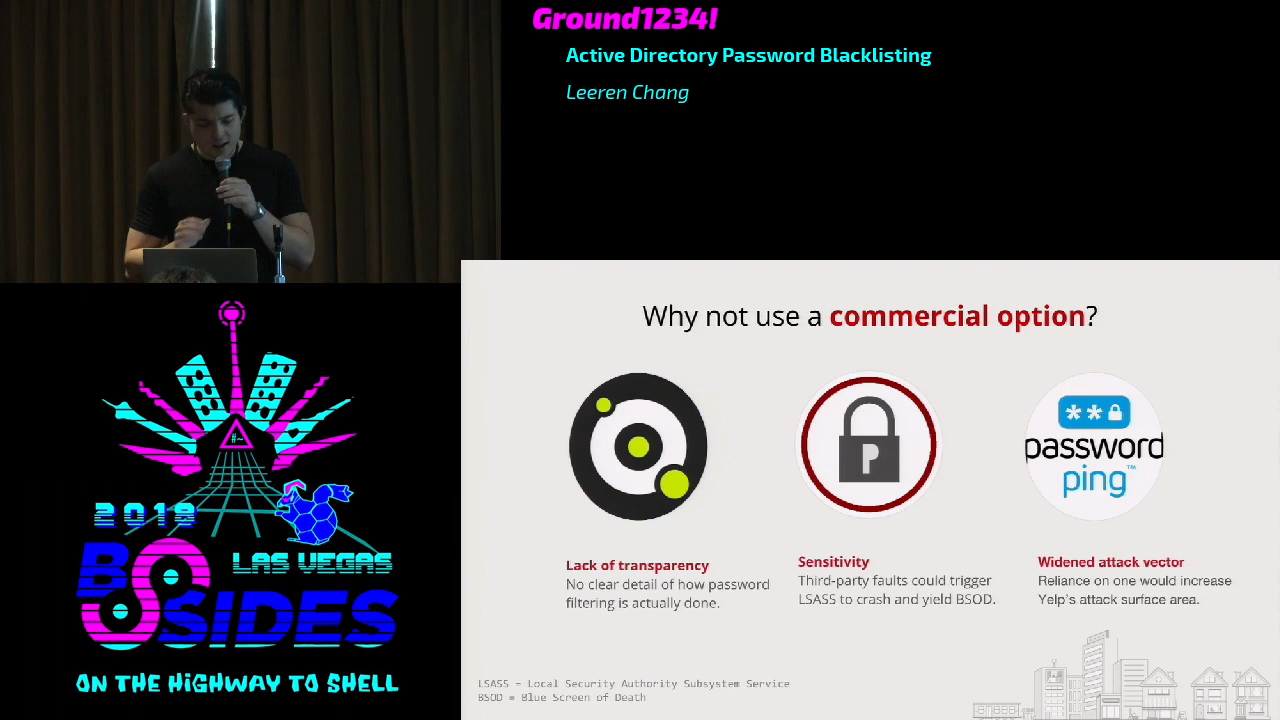 Ground1234!
Active Directory Password Blacklisting
Leeren Chang
Why not use a commercial option?
P
**
password
ping™
Lack of transparency
No clear detail of how password
filtering is actually done.
Sensitivity
Third-party faults could trigger
LSASS to crash and yield BSOD.
Widened attack vector
Reliance on one would increase
Yelp's attack surface area.
LSASS = Local Security Authority Subsystem Service
BSOD = Blue Screen of Death
#~
2018
LAS VEGAS
BSIDES
ON THE HIGHWAY TO SHELL